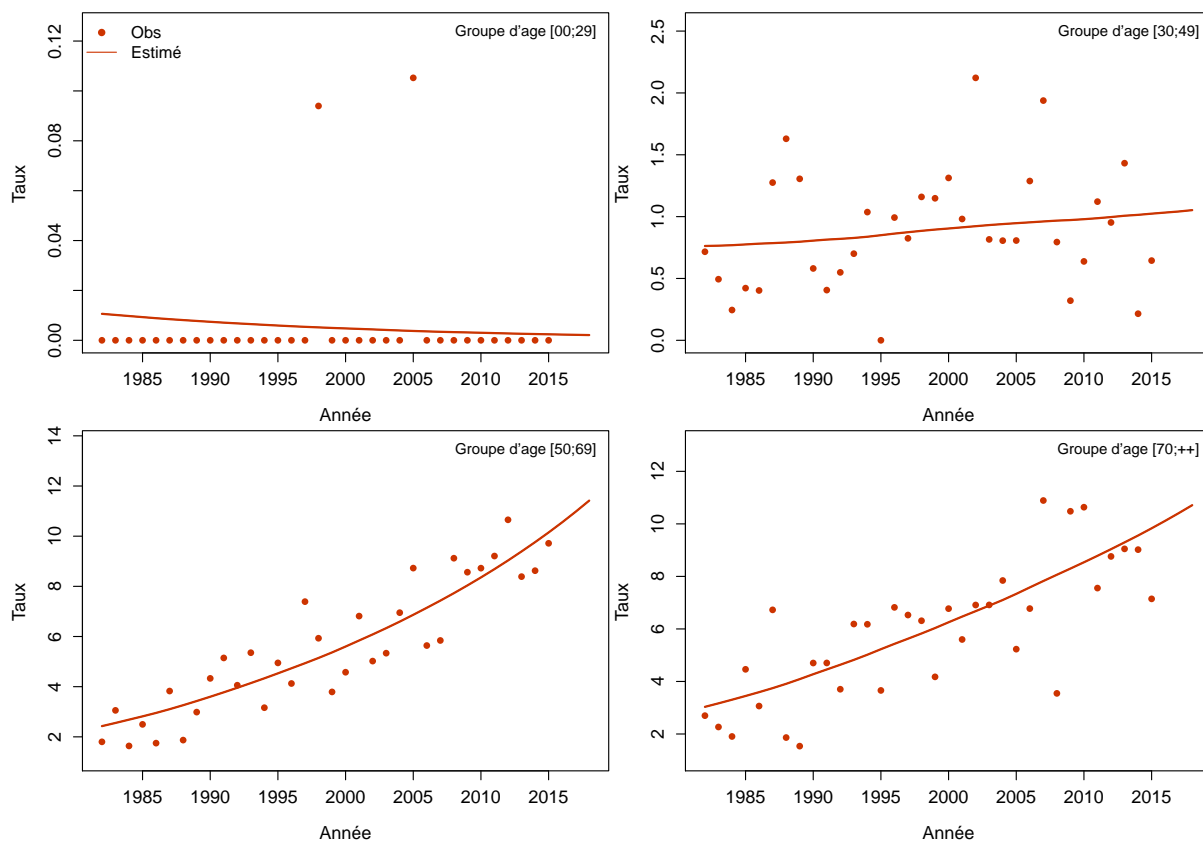 Obs
Estimé
Groupe d'age [00;29]
Taux
0.00
0.04
0.08
0.12
1985 1990 1995 2000 2005 2010 2015
Année
Groupe d'age [30;49]
Taux
0.0
0.5
1.0
1.5
2.0
2.5
1985 1990 1995 2000 2005 2010 2015
Année
Groupe d'age [50;69]
Taux
2
4
6
8
10
12
14
1985 1990 1995 2000 2005 2010 2015
Année
Groupe d'age [70;++]
Taux
2
4
6
8
10
12
1985 1990 1995 2000 2005 2010 2015
Année